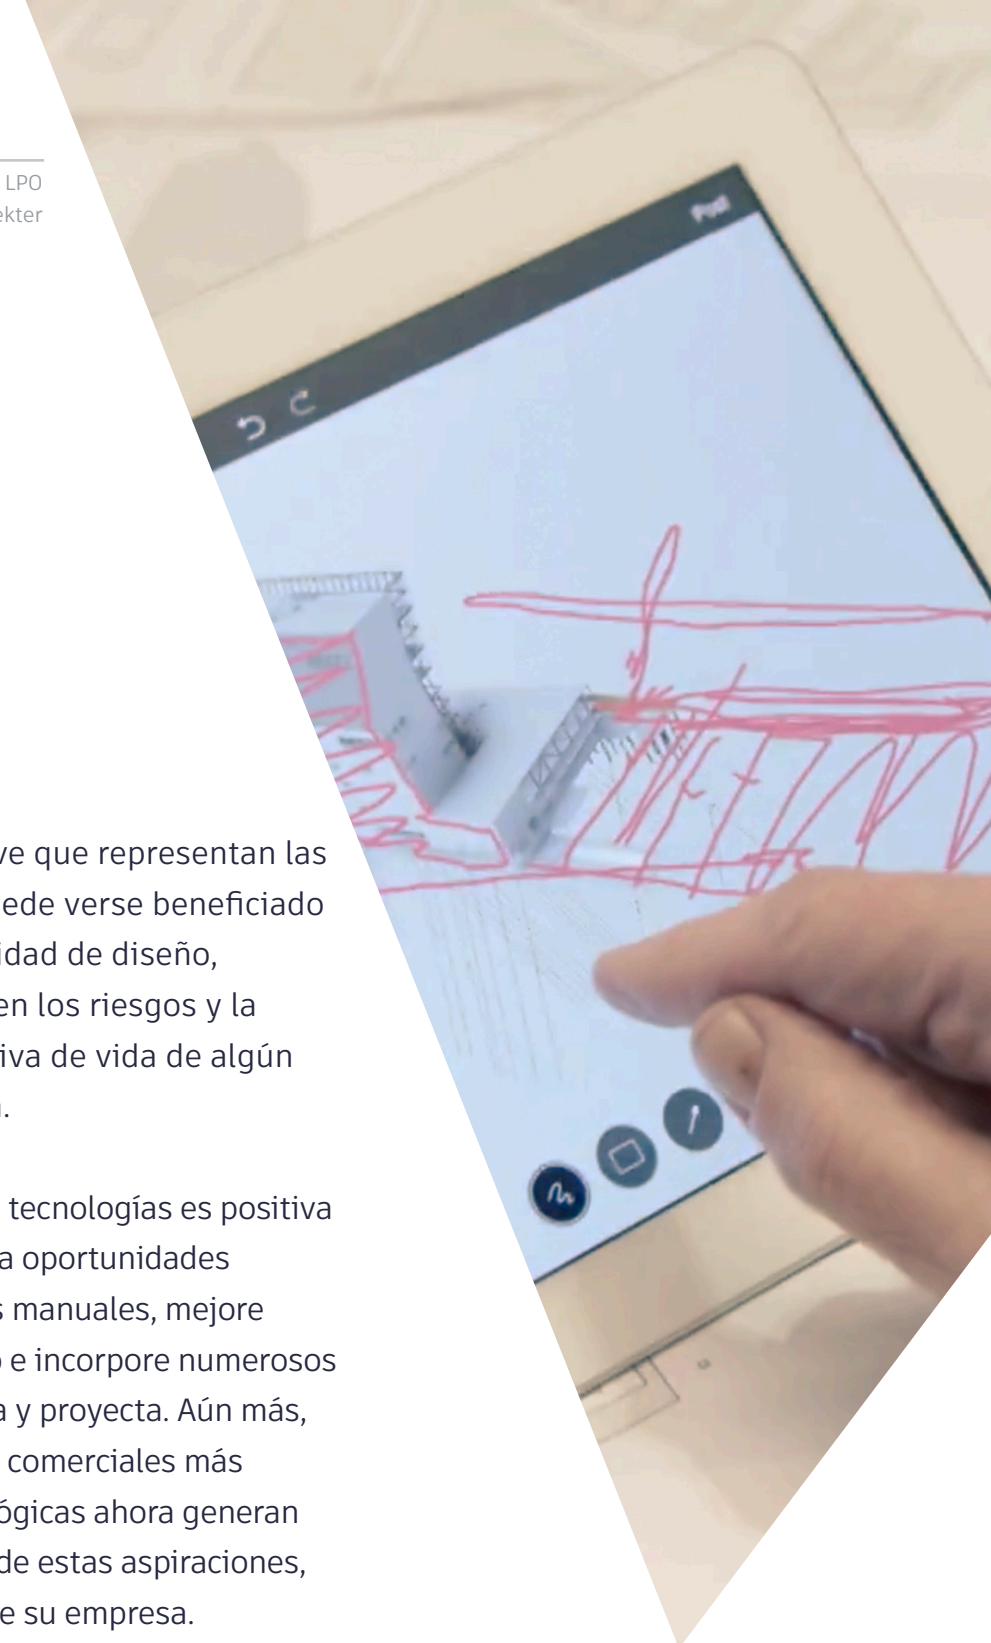 LPO
ekter
Post
ve que representan las
ede verse beneficiado
idad de diseño,
en los riesgos y la
iva de vida de algún
.
tecnologías es positiva
a oportunidades
s manuales, mejore
o e incorpore numerosos
a y proyecta. Aún más,
comerciales más
ógicas ahora generan
de estas aspiraciones,
e su empresa.